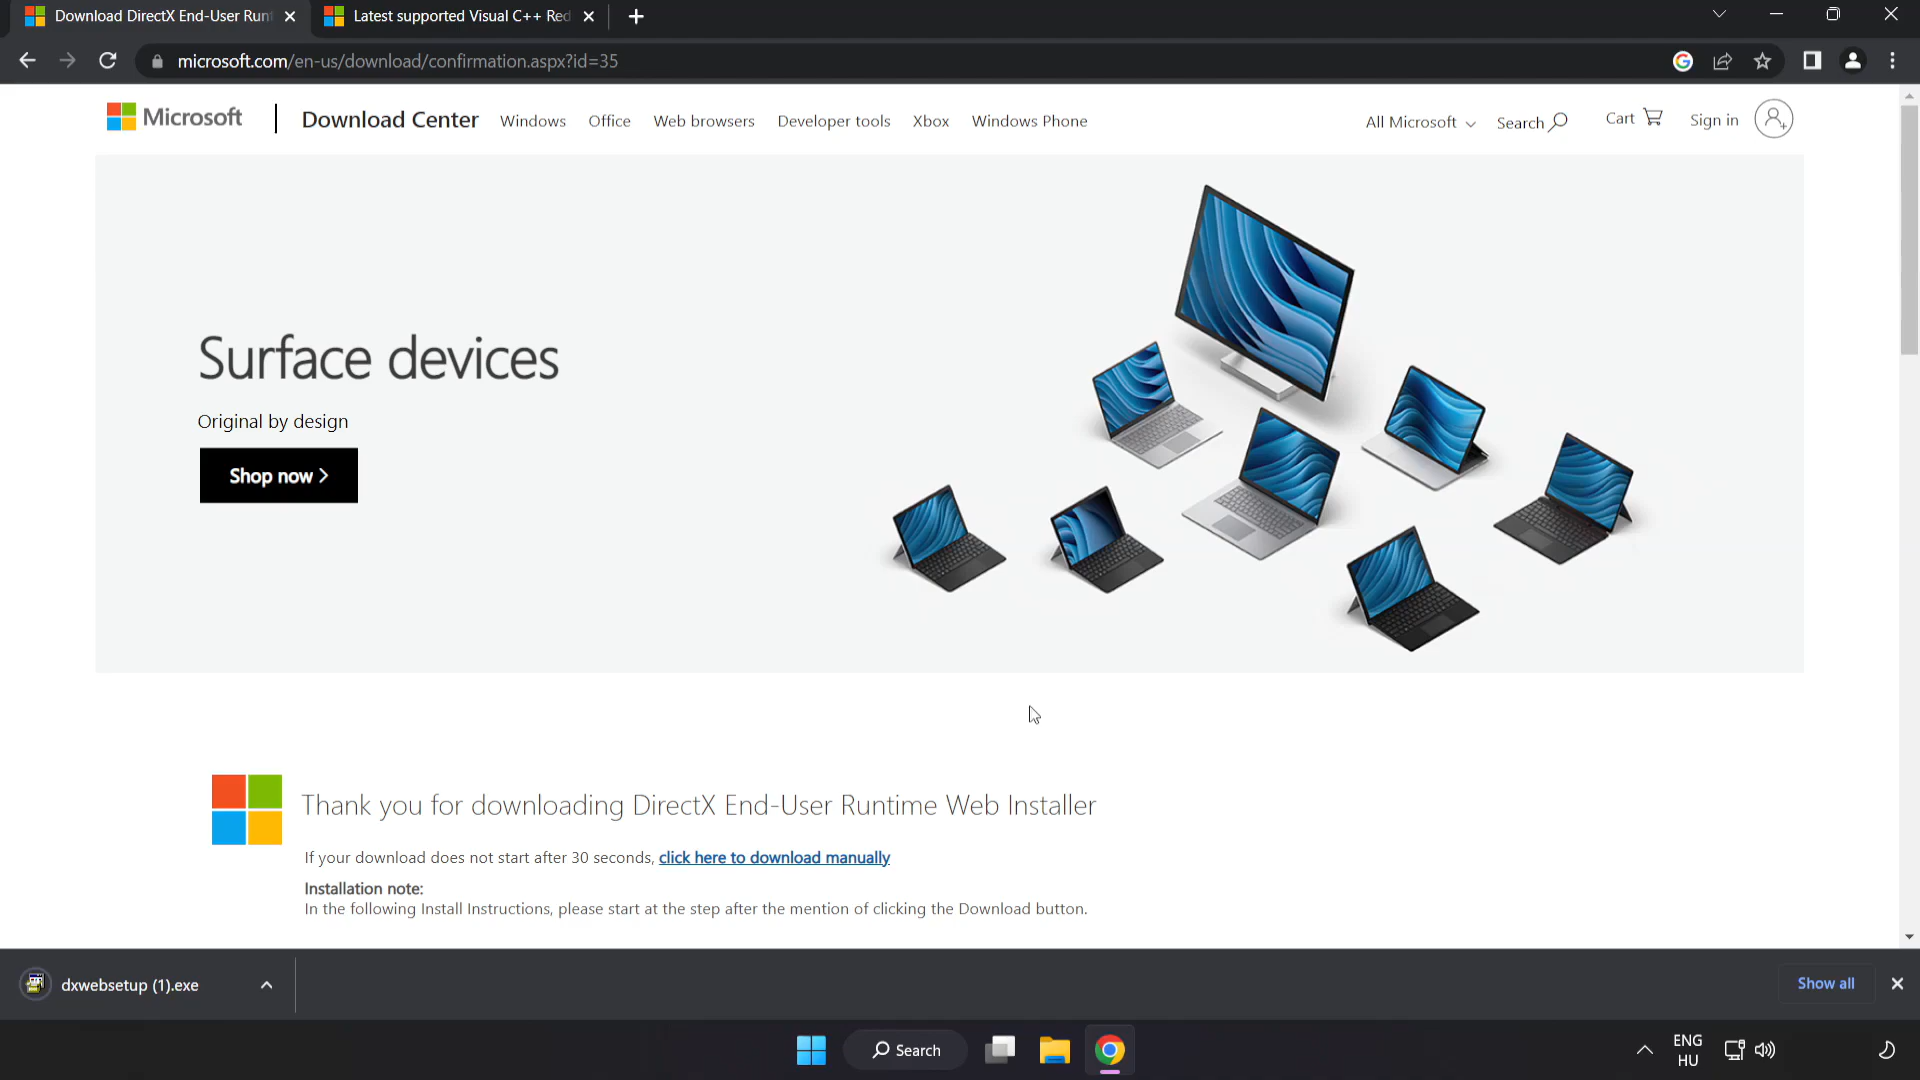 Download DirectX End-User Runt
Latest supported Visual C++ Red
microsoft.com/en-us/download/confirmation.aspx?id=35
Microsoft
Download Center
Windows
Office
Web browsers
Developer tools
Xbox
Windows Phone
All Microsoft
Search
Cart
Sign in
Surface devices
Original by design
Shop now >
Thank you for downloading DirectX End-User Runtime Web Installer
If your download does not start after 30 seconds, click here to download manually
Installation note:
In the following Install Instructions, please start at the step after the mention of clicking the Download button.
dxwebsetup (1).exe
Show all
Search
ENG
HU